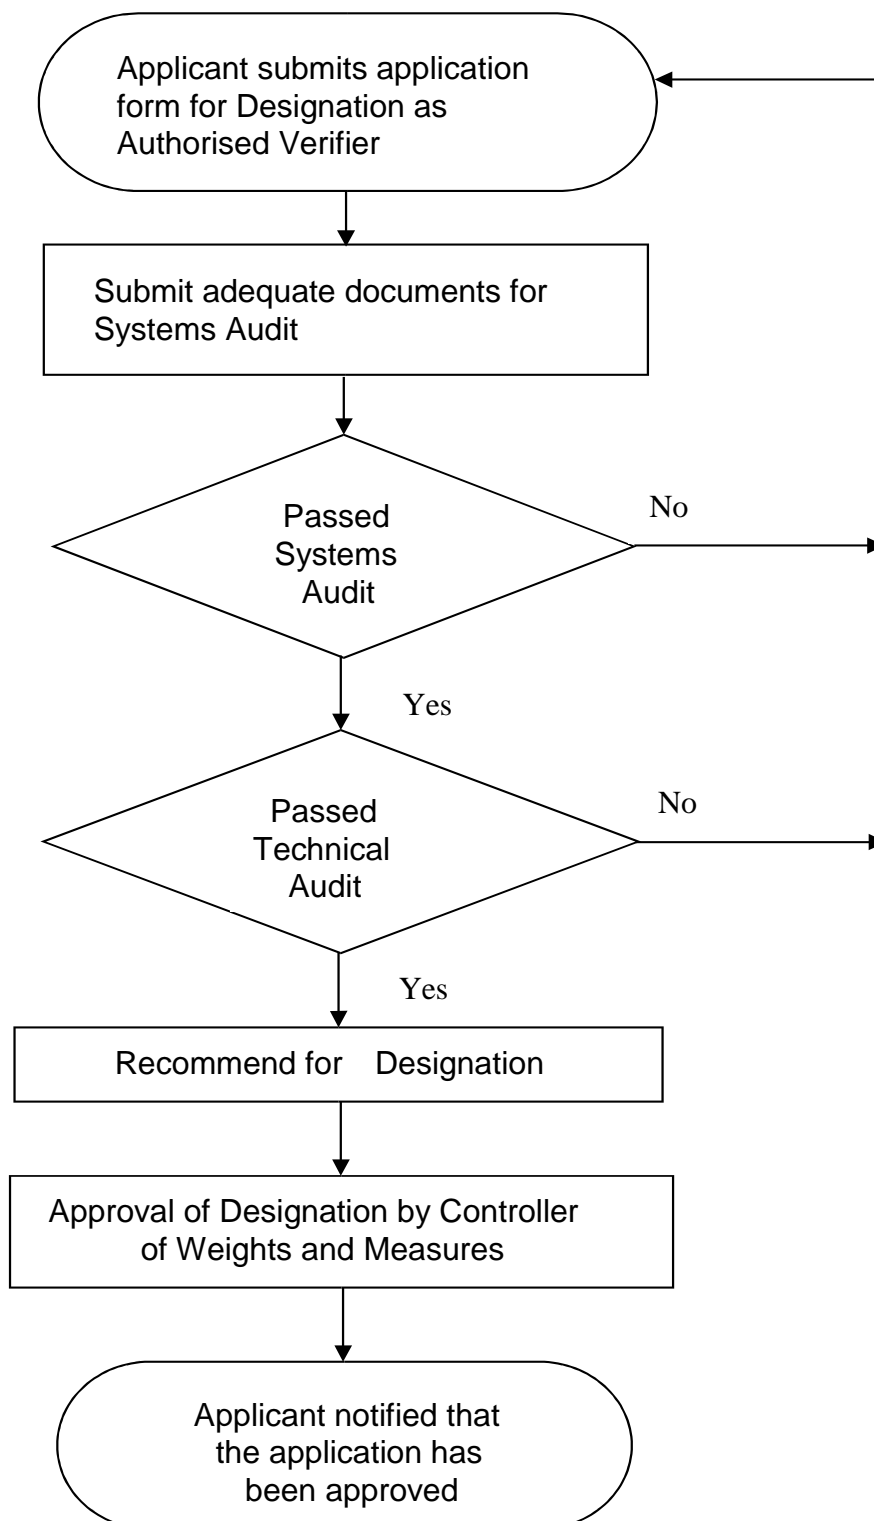 Applicant submits application
form for Designation as
Authorised Verifier
Submit adequate documents for
Systems Audit
Passed
Systems
Audit
No
Yes
Passed
Technical
Audit
No
Yes
Recommend for Designation
Approval of Designation by Controller
of Weights and Measures
Applicant notified that
the application has
been approved